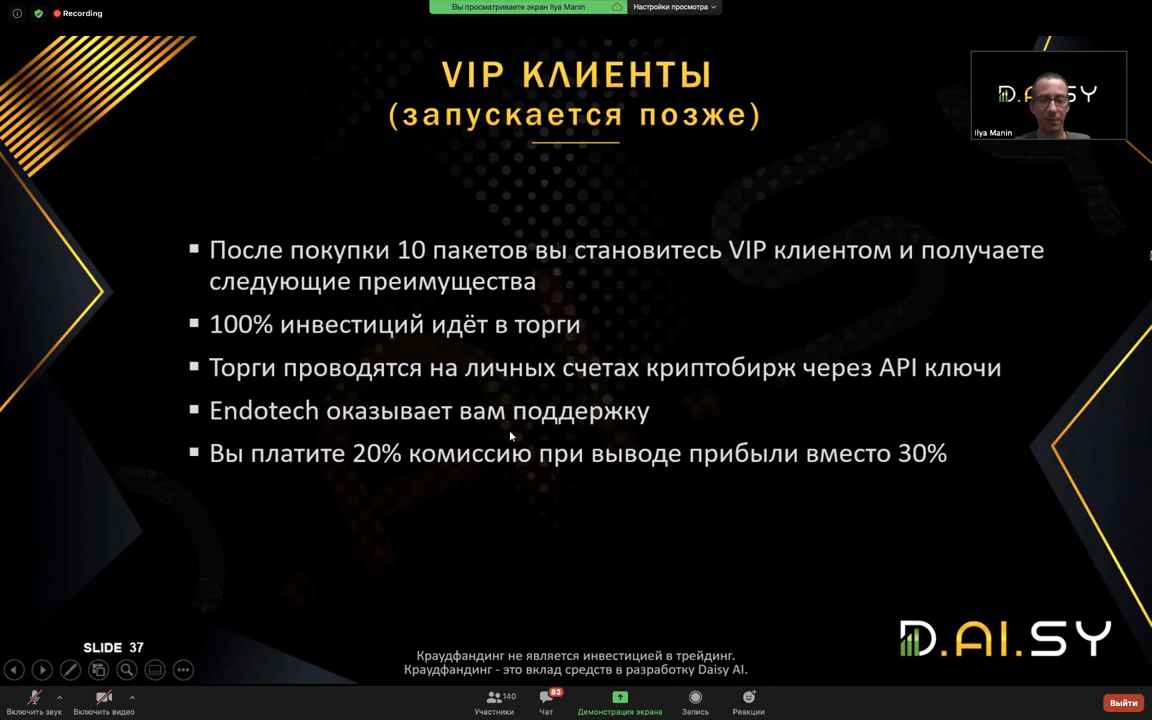 Recording
Вы просматриваете экран Ilya Manin
Настройки просмотра
VIP КЛИЕНТЫ
(запускается позже)
D.AI.SY
Ilya Manin
После покупки 10 пакетов вы становитесь VIP клиентом и получаете
следующие преимущества
100% инвестиций идёт в торги
Торги проводятся на личных счетах криптобирж через API ключи
Endotech оказывает вам поддержку
Вы платите 20% комиссию при выводе прибыли вместо 30%
SLIDE 37
D.AI.SY
Краудфандинг не является инвестицией в трейдинг.
Краудфандинг - это вклад средств в разработку Daisy AI.
140
83
Включить звук
Включить видео
Участники
Чат
Демонстрация экрана
Запись
Реакции
Выйти